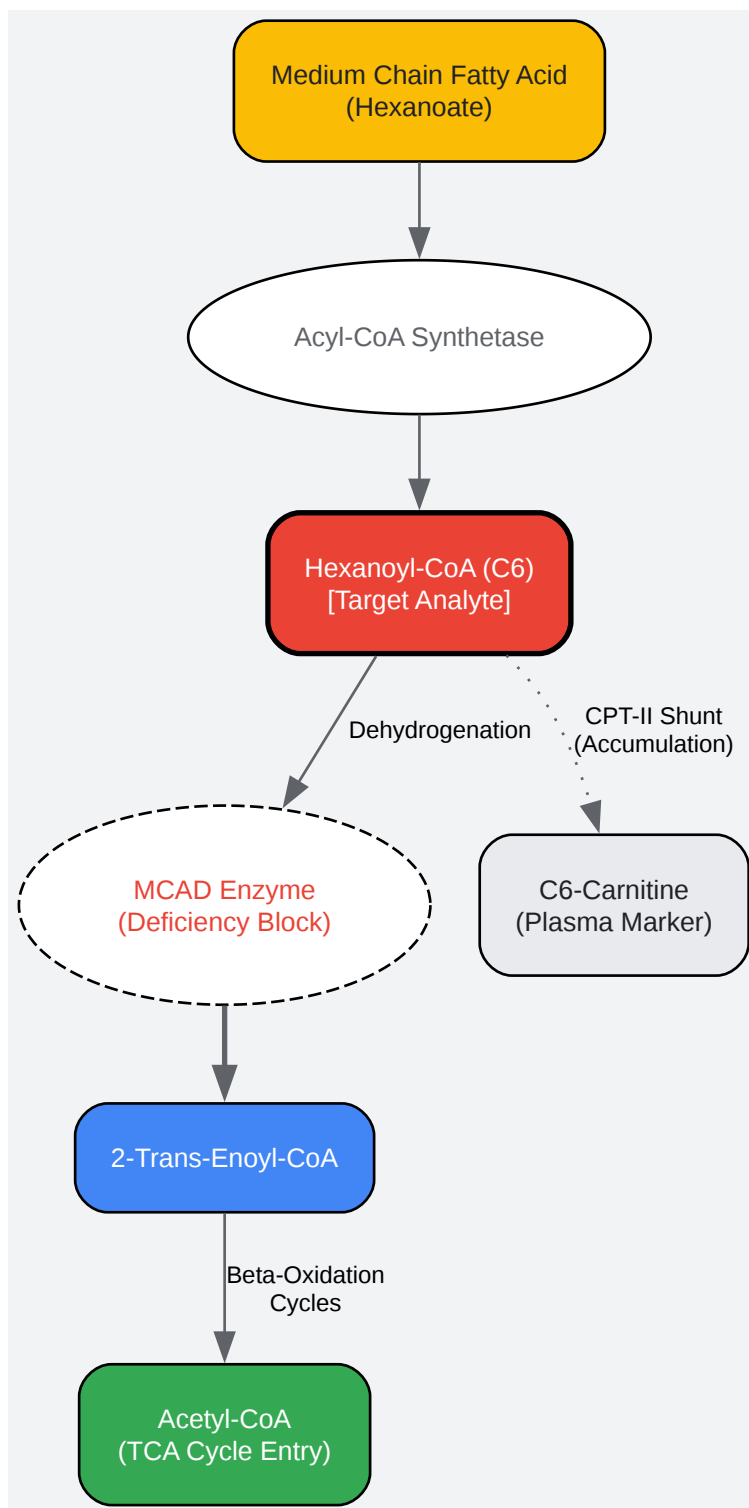 Medium Chain Fatty Acid
(Hexanoate)
Acyl-CoA Synthetase
Hexanoyl-CoA (C6)
[Target Analyte]
Dehydrogenation
CPT-II Shunt
(Accumulation)
MCAD Enzyme
(Deficiency Block)
C6-Carnitine
(Plasma Marker)
2-Trans-Enoyl-CoA
Beta-Oxidation
Cycles
Acetyl-CoA
(TCA Cycle Entry)